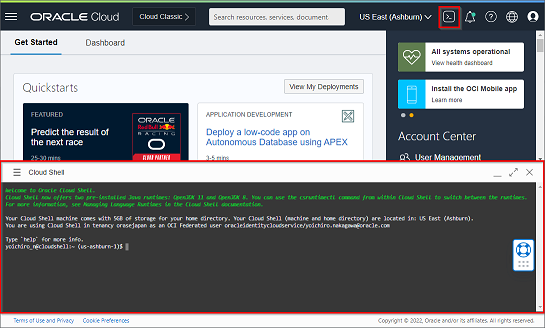 ORACLE Cloud
Cloud Classic >
Search resources, services, document
US East (Ashburn)
Get Started
Dashboard
Quickstarts
View My Deployments
FEATURED
Predict the result of
the next race
25-30 mins
ORACLE
Red Bull
RACING
CLOUD PARTNER
APPLICATION DEVELOPMENT
Deploy a low-code app on
Autonomous Database using APEX
3-5 mins
All systems operational
View health dashboard
Install the OCI Mobile app
Learn more
Account Center
User Management
Cloud Shell
Welcome to Oracle Cloud Shell.
Cloud Shell now offers two pre-installed Java runtimes: OpenJDK 11 and OpenJDK 8. You can use the csruntimectl command from within Cloud Shell to switch between the runtimes.
For more information, see Managing Language Runtimes in the Cloud Shell documentation.
Your Cloud Shell machine comes with 5GB of storage for your home directory. Your Cloud Shell (machine and home directory) are located in: US East (Ashburn).
You are using Cloud Shell in tenancy orasejapan as an OCI Federated user oracleidentitycloudservice/yoichiro.nakagawa@oracle.com
Type `help` for more info.
yoichiro_n@cloudshell:~ (us-ashburn-1)$
Terms of Use and Privacy
Cookie Preferences
Copyright © 2022, Oracle and/or its affiliates. All rights reserved.